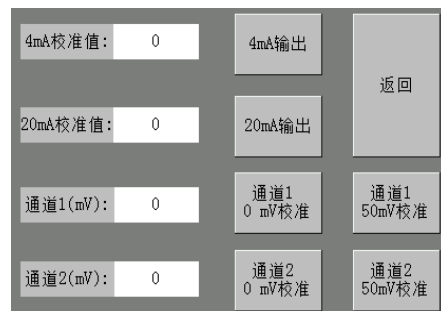 4mA校准值: 0 4mA输出
返回
20mA校准值: 0 20mA输出
通道1(mV): 0
通道1
0 mV校准
通道1
50mV校准
通道2(mV): 0
通道2
0 mV校准
通道2
50mV校准